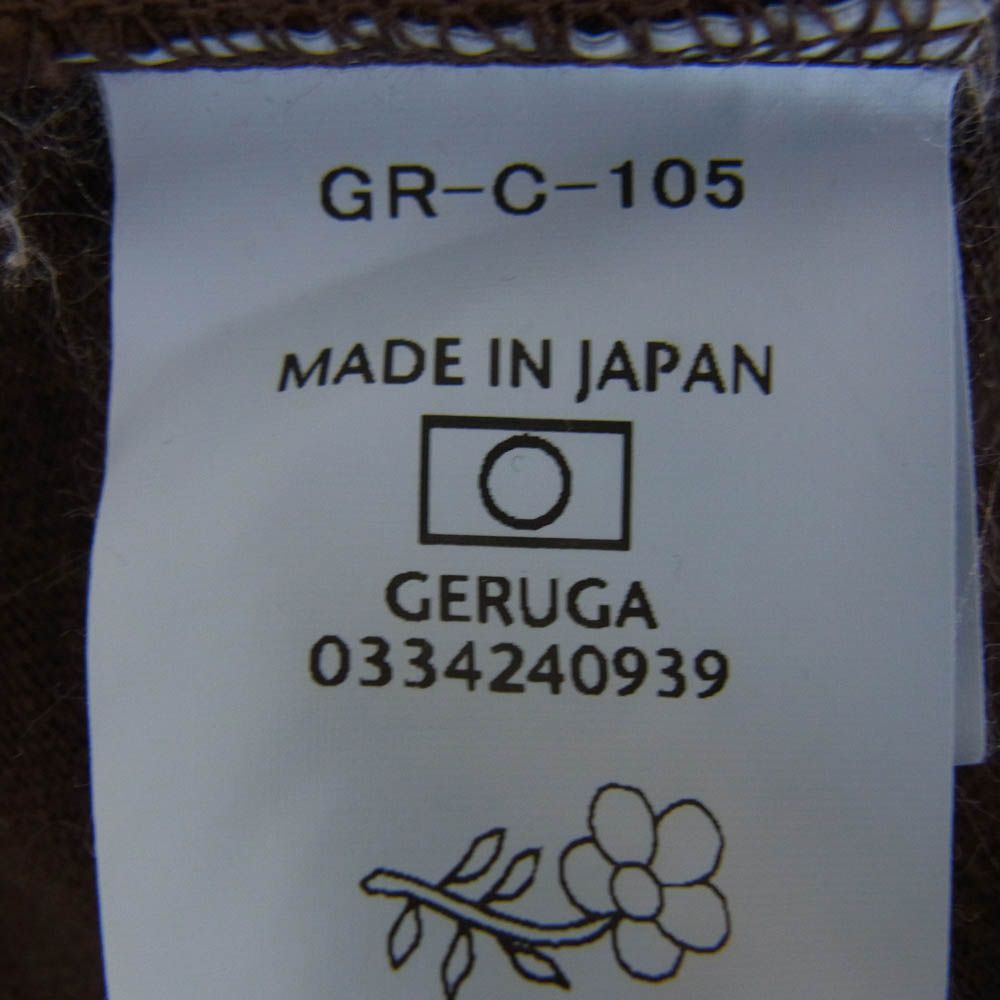 GR-C-105
MADE IN JAPAN
GERUGA
0334240939